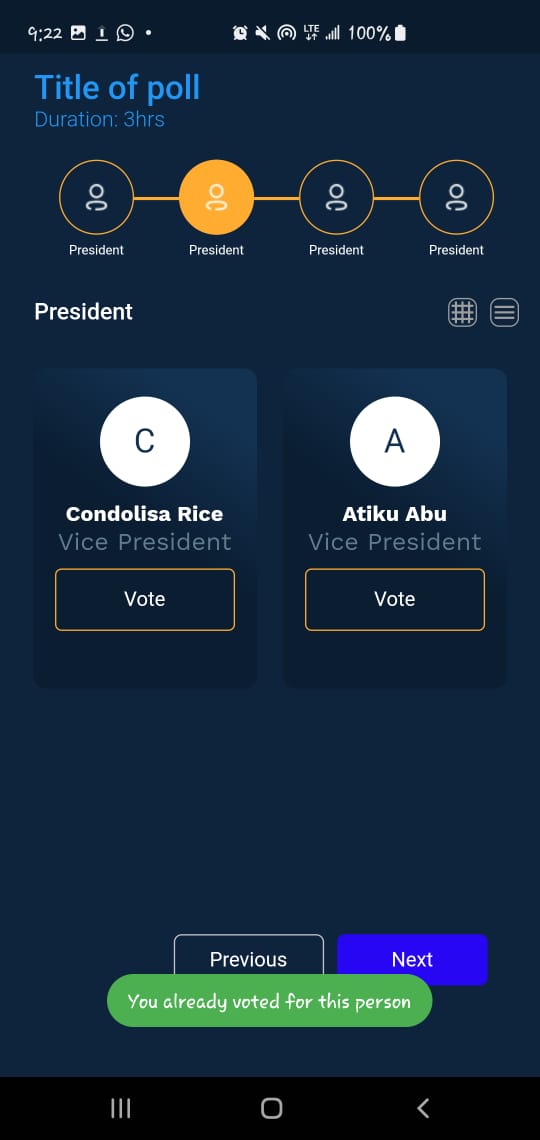 9:22 LTE 100%
Title of poll
Duration: 3hrs
President President President President
President
C A
Condolisa Rice Atiku Abu
Vice President Vice President
Vote Vote
Previous Next
You already voted for this person